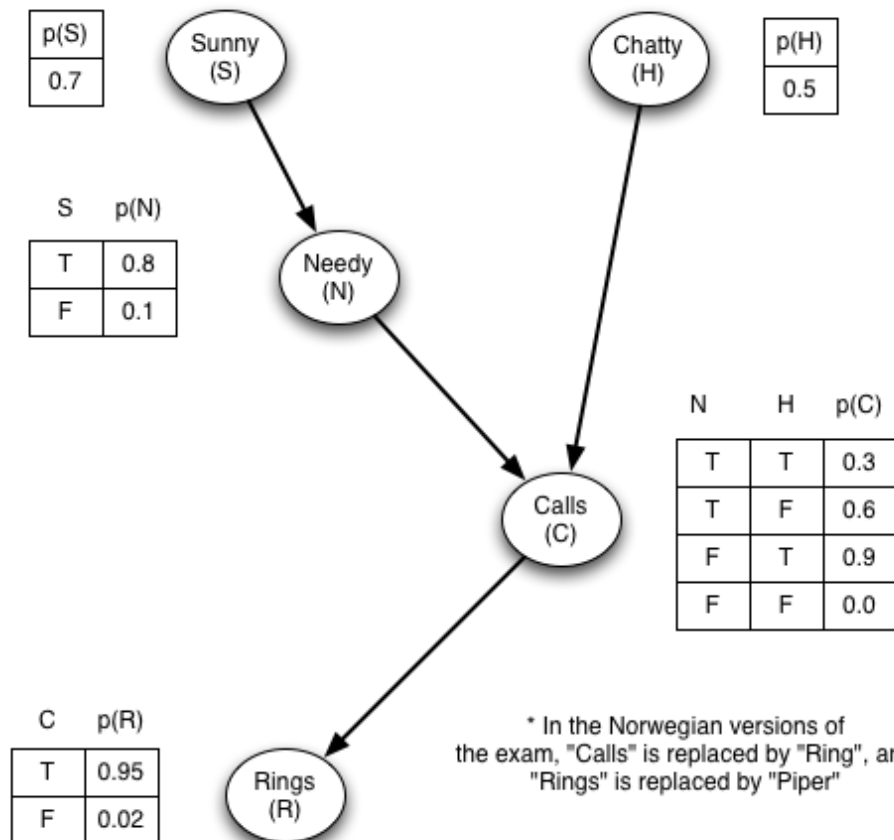 p(S)
0.7
Sunny
(S)
Chatty
(H)
p(H)
0.5
S p(N)
T 0.8
F 0.1
Needy
(N)
N H p(C)
T T 0.3
T F 0.6
F T 0.9
F F 0.0
Calls
(C)
C p(R)
T 0.95
F 0.02
Rings
(R)
* In the Norwegian versions of
the exam, "Calls" is replaced by "Ring",
"Rings" is replaced by "Piper"